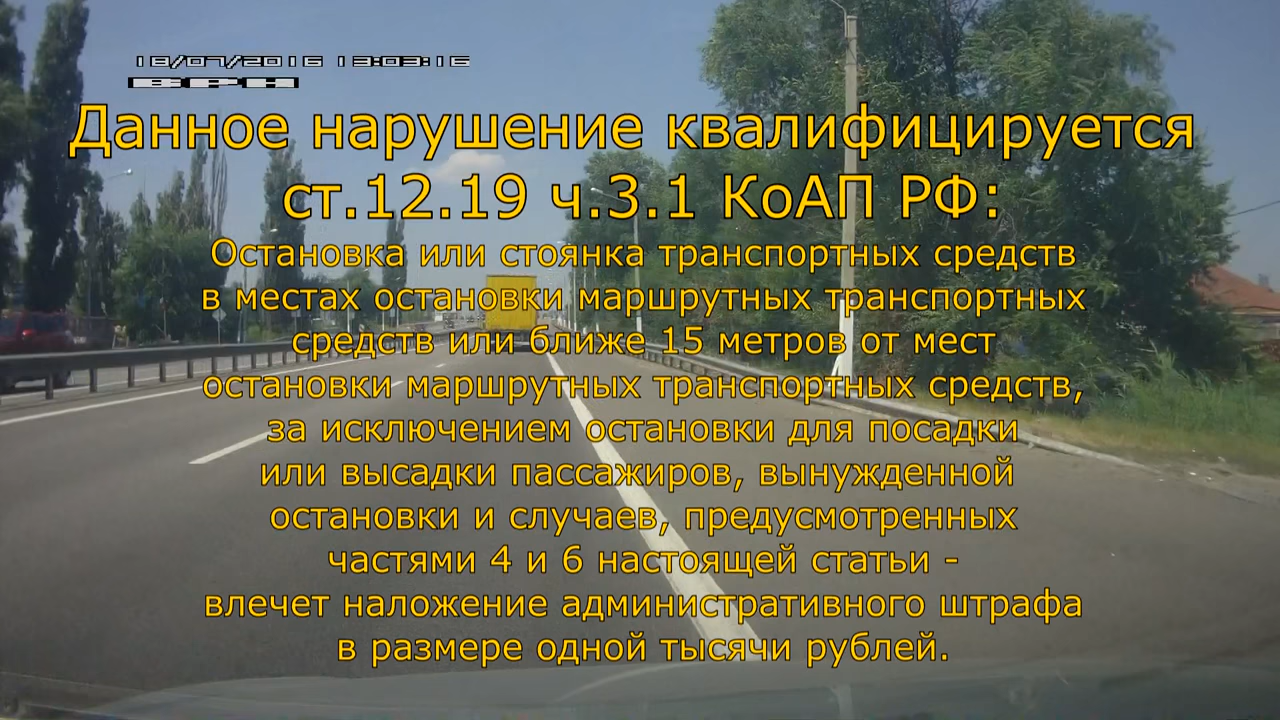 18/07/2016 13:03:16
ВРН
Данное нарушение квалифицируется
ст.12.19 ч.3.1 КоАП РФ:
Остановка или стоянка транспортных средств
в местах остановки маршрутных транспортных
средств или ближе 15 метров от мест
остановки маршрутных транспортных средств,
за исключением остановки для посадки
или высадки пассажиров, вынужденной
остановки и случаев, предусмотренных
частями 4 и 6 настоящей статьи -
влечет наложение административного штрафа
в размере одной тысячи рублей.